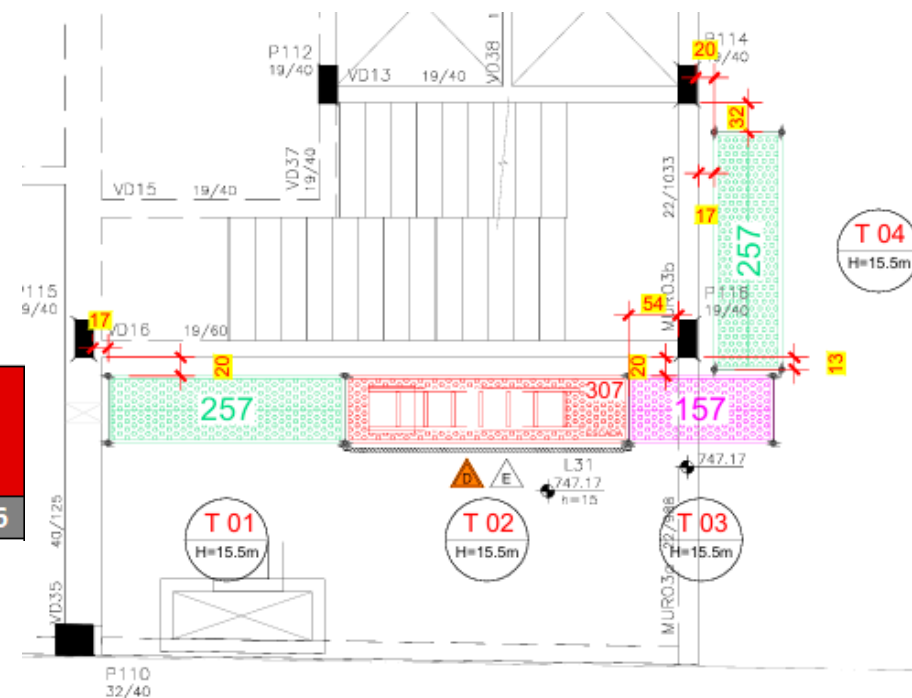 P112
19/40
VD13
19/40
VD38
20
P114
19/40
32
VD37
19/40
VD15
19/40
22/1033
17
257
T 04
H=15.5m
19/40
17
VD16
19/60
20
54
MURO3b
P116
19/40
20
13
257
307
ESCADA
157
D
E
L31
747.17
h=15
747.17
T 01
H=15.5m
T 02
H=15.5m
T 03
H=15.5m
40/125
VD35
P110
32/40